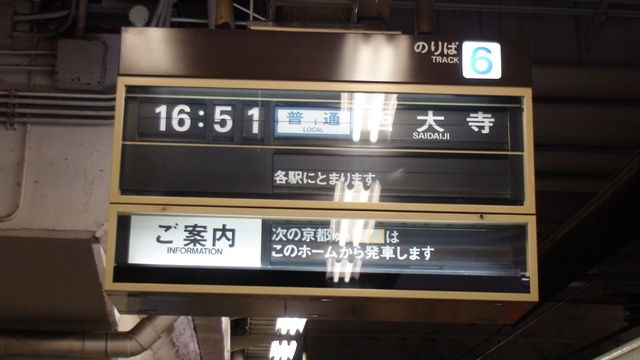 のりば 6
TRACK
16:51 普通 大寺
LOCAL SAIDAIJI
各駅にとまります
ご案内 次の京都 は
INFORMATION このホームから発車します